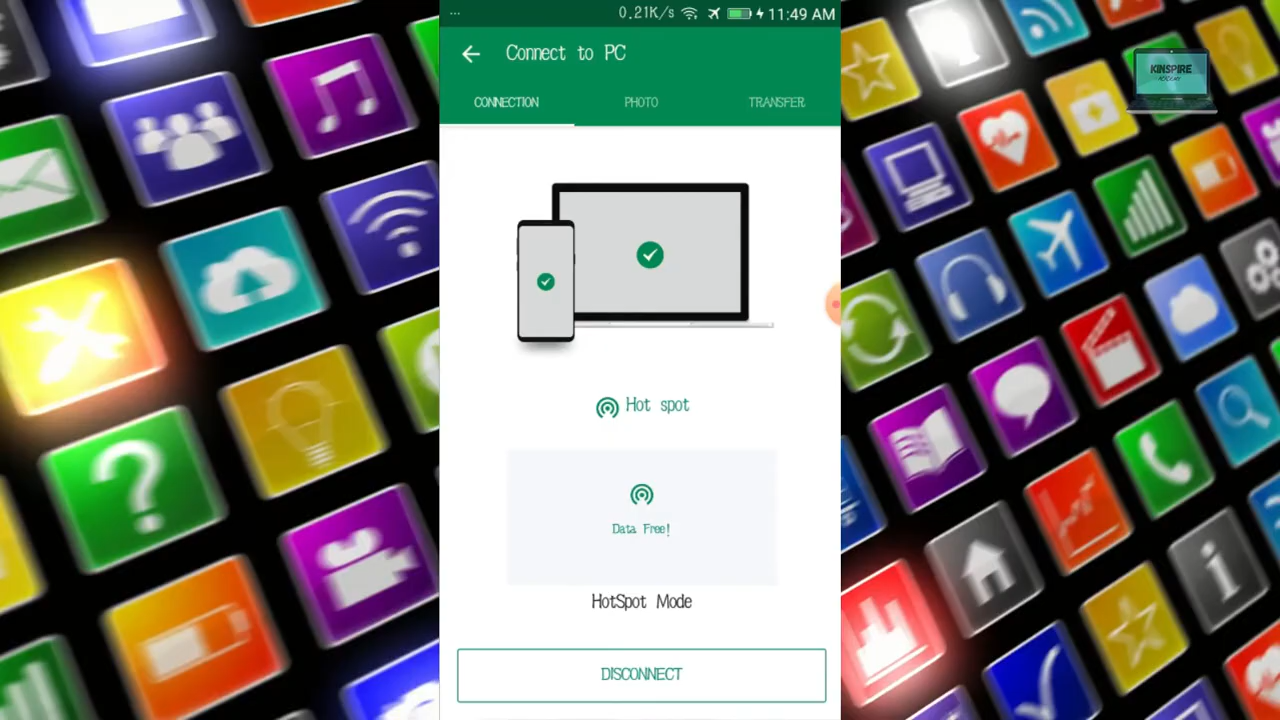 ... 0.21K/s 11:49 AM
KINSPIRE
ACADEMY
Connect to PC
CONNECTION PHOTO TRANSFER
Hot spot
Data Free!
HotSpot Mode
DISCONNECT